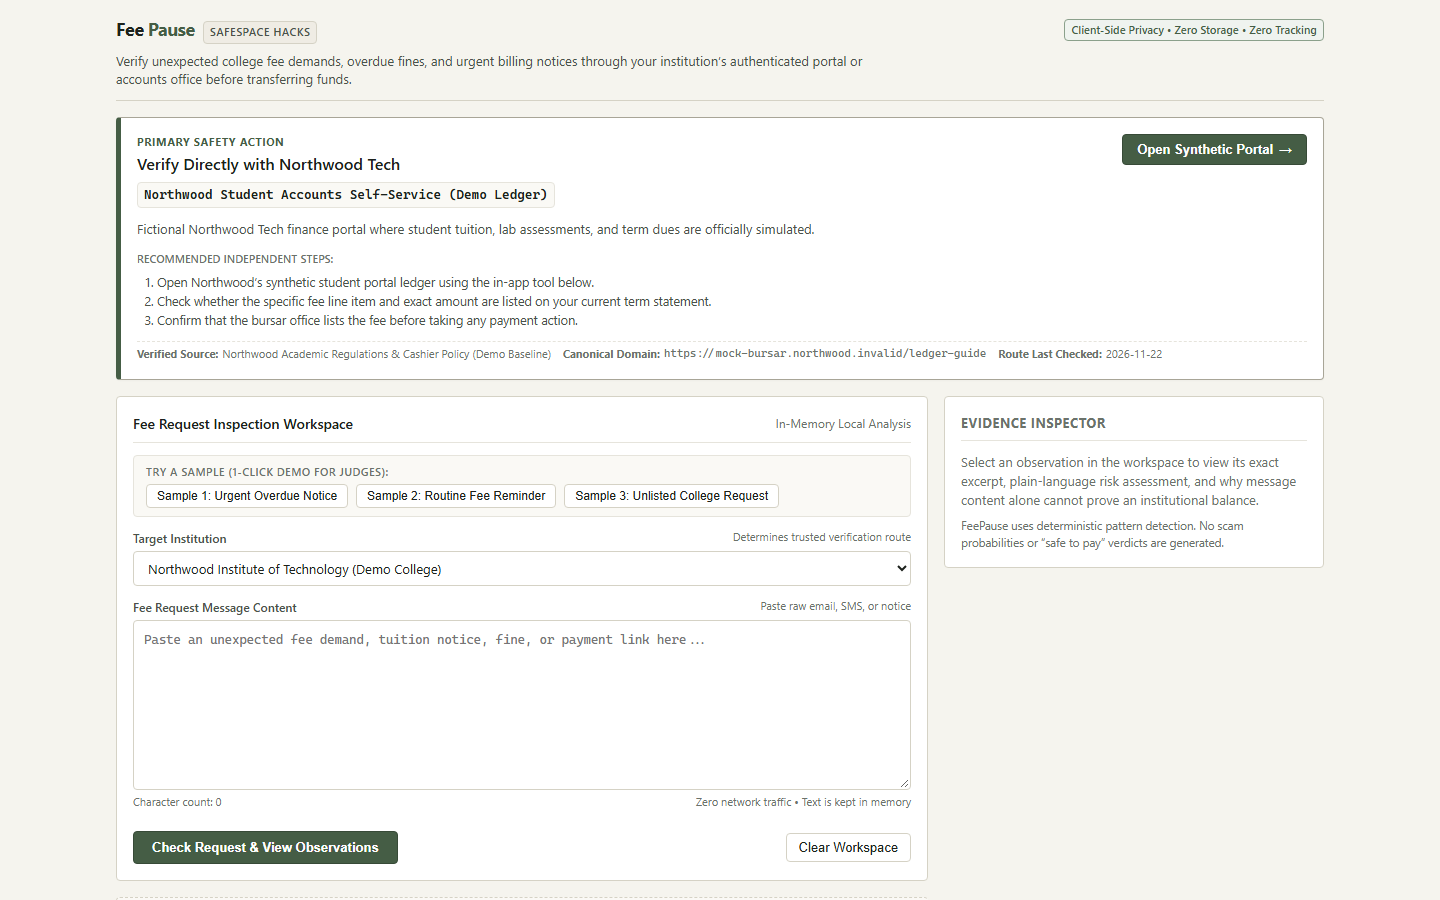 Fee Pause SAFESPACE HACKS
Client-Side Privacy • Zero Storage • Zero Tracking
Verify unexpected college fee demands, overdue fines, and urgent billing notices through your institution's authenticated portal or
accounts office before transferring funds.
PRIMARY SAFETY ACTION
Verify Directly with Northwood Tech
Open Synthetic Portal →
Northwood Student Accounts Self-Service (Demo Ledger)
Fictional Northwood Tech finance portal where student tuition, lab assessments, and term dues are officially simulated.
RECOMMENDED INDEPENDENT STEPS:
1. Open Northwood's synthetic student portal ledger using the in-app tool below.
2. Check whether the specific fee line item and exact amount are listed on your current term statement.
3. Confirm that the bursar office lists the fee before taking any payment action.
Verified Source: Northwood Academic Regulations & Cashier Policy (Demo Baseline) Canonical Domain: https://mock-bursar.northwood.invalid/ledger-guide Route Last Checked: 2026-11-22
Fee Request Inspection Workspace
In-Memory Local Analysis
TRY A SAMPLE (1-CLICK DEMO FOR JUDGES):
Sample 1: Urgent Overdue Notice
Sample 2: Routine Fee Reminder
Sample 3: Unlisted College Request
Target Institution
Determines trusted verification route
Northwood Institute of Technology (Demo College)
Fee Request Message Content
Paste raw email, SMS, or notice
Paste an unexpected fee demand, tuition notice, fine, or payment link here...
Character count: 0
Zero network traffic • Text is kept in memory
Check Request & View Observations
Clear Workspace
EVIDENCE INSPECTOR
Select an observation in the workspace to view its exact
excerpt, plain-language risk assessment, and why message
content alone cannot prove an institutional balance.
FeePause uses deterministic pattern detection. No scam
probabilities or “safe to pay” verdicts are generated.